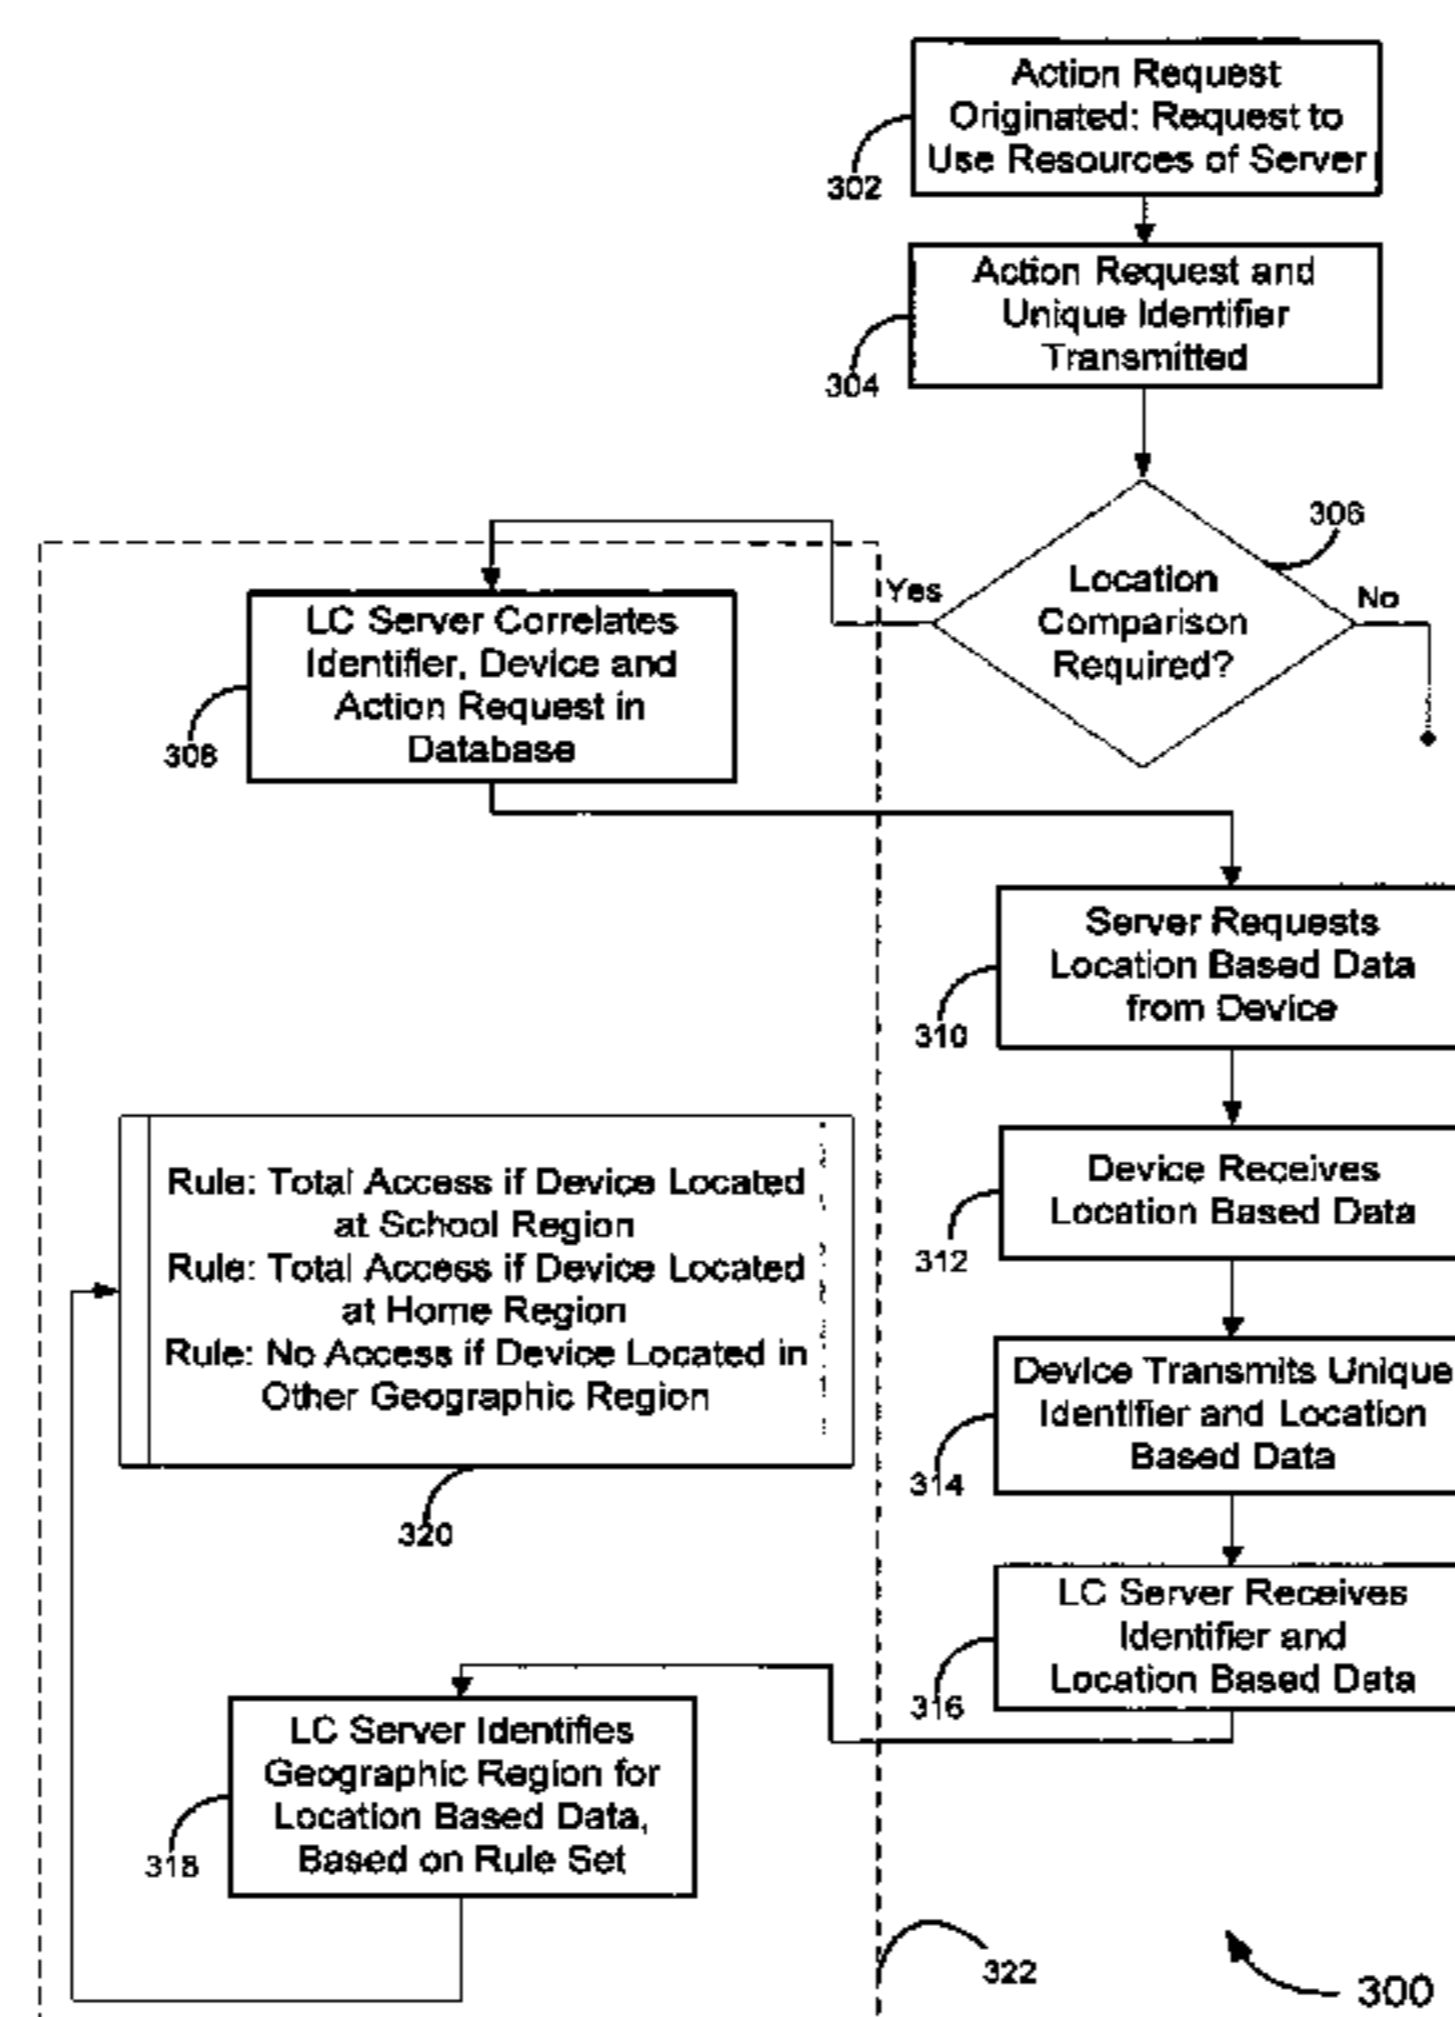 Action Request
Originated: Request to
Use Resources of Server
302
Action Request and
Unique Identifier
Transmitted
304
306
Location
Comparison
Required?
Yes
No
LC Server Correlates
Identifier, Device and
Action Request in
Database
308
Server Requests
Location Based Data
from Device
310
Device Receives
Location Based Data
312
Rule: Total Access if Device Located
at School Region
Rule: Total Access if Device Located
at Home Region
Rule: No Access if Device Located in
Other Geographic Region
320
Device Transmits Unique
Identifier and Location
Based Data
314
LC Server Receives
Identifier and
Location Based Data
316
LC Server Identifies
Geographic Region for
Location Based Data,
Based on Rule Set
318
322
300